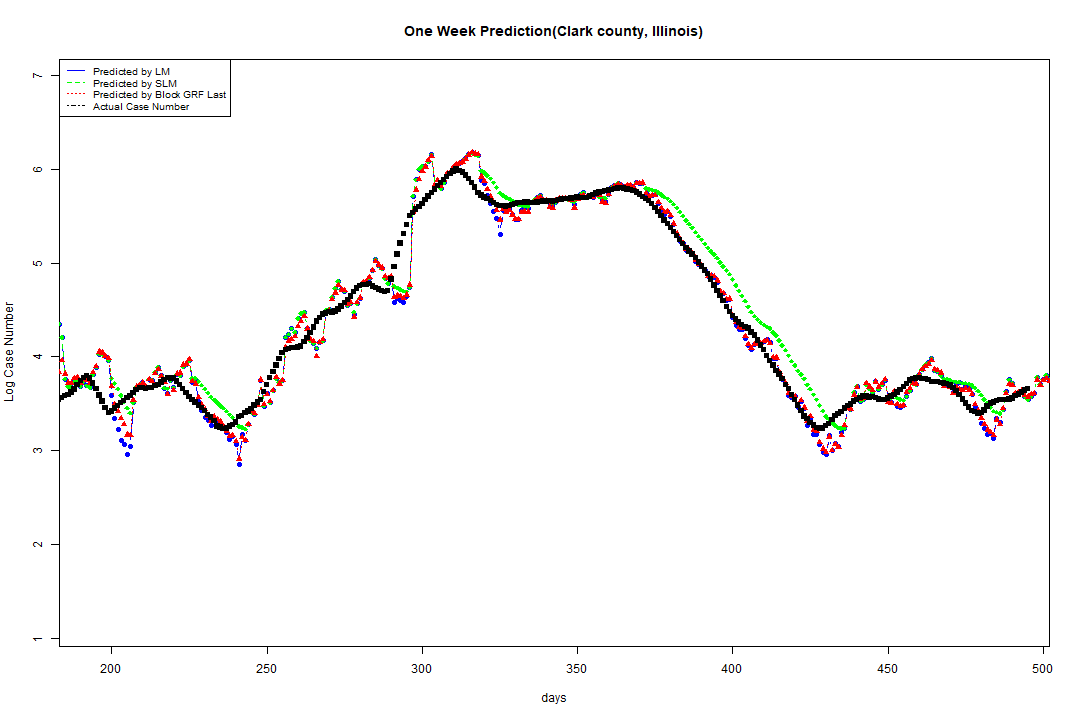 One Week Prediction(Clark county, Illinois)
Predicted by LM
Predicted by SLM
Predicted by Block GRF Last
Actual Case Number
7
6
5
4
3
2
1
Log Case Number
200 250 300 350 400 450 500
days